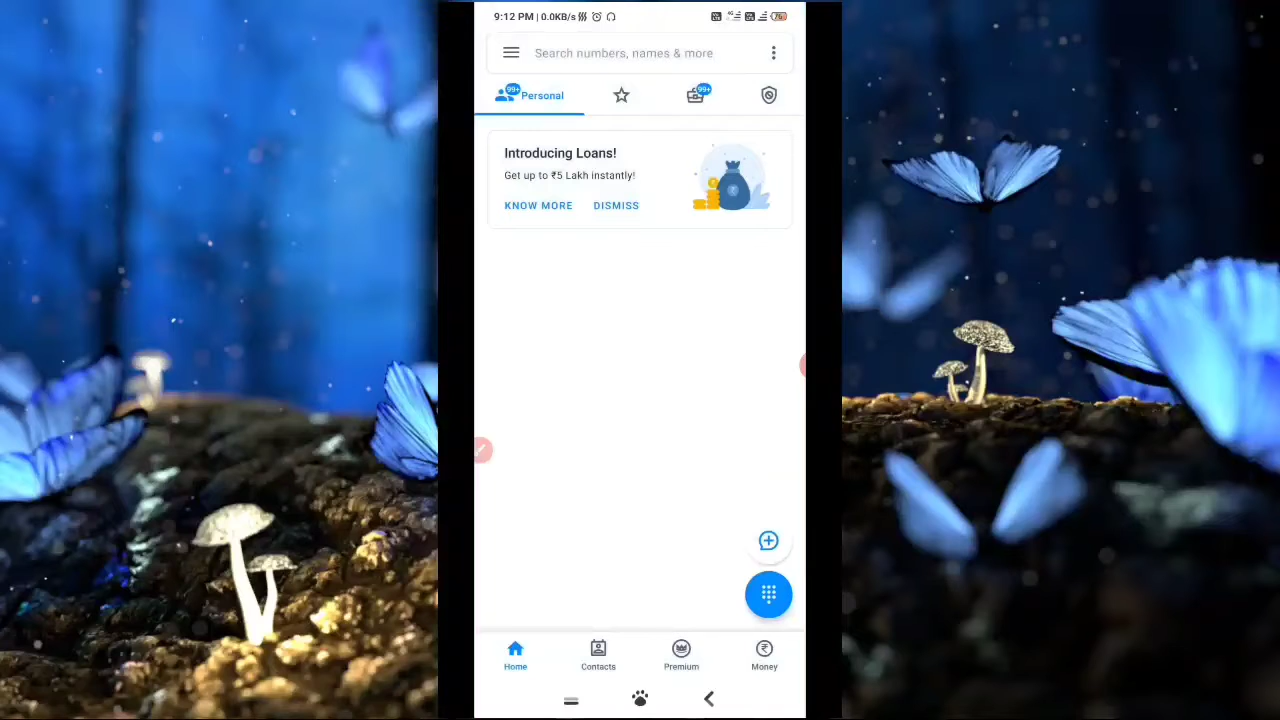 9:12 PM | 0.0KB/s
Search numbers, names & more
99+
Personal
99+
Introducing Loans!
Get up to ₹5 Lakh instantly!
KNOW MORE DISMISS
Home Contacts Premium Money